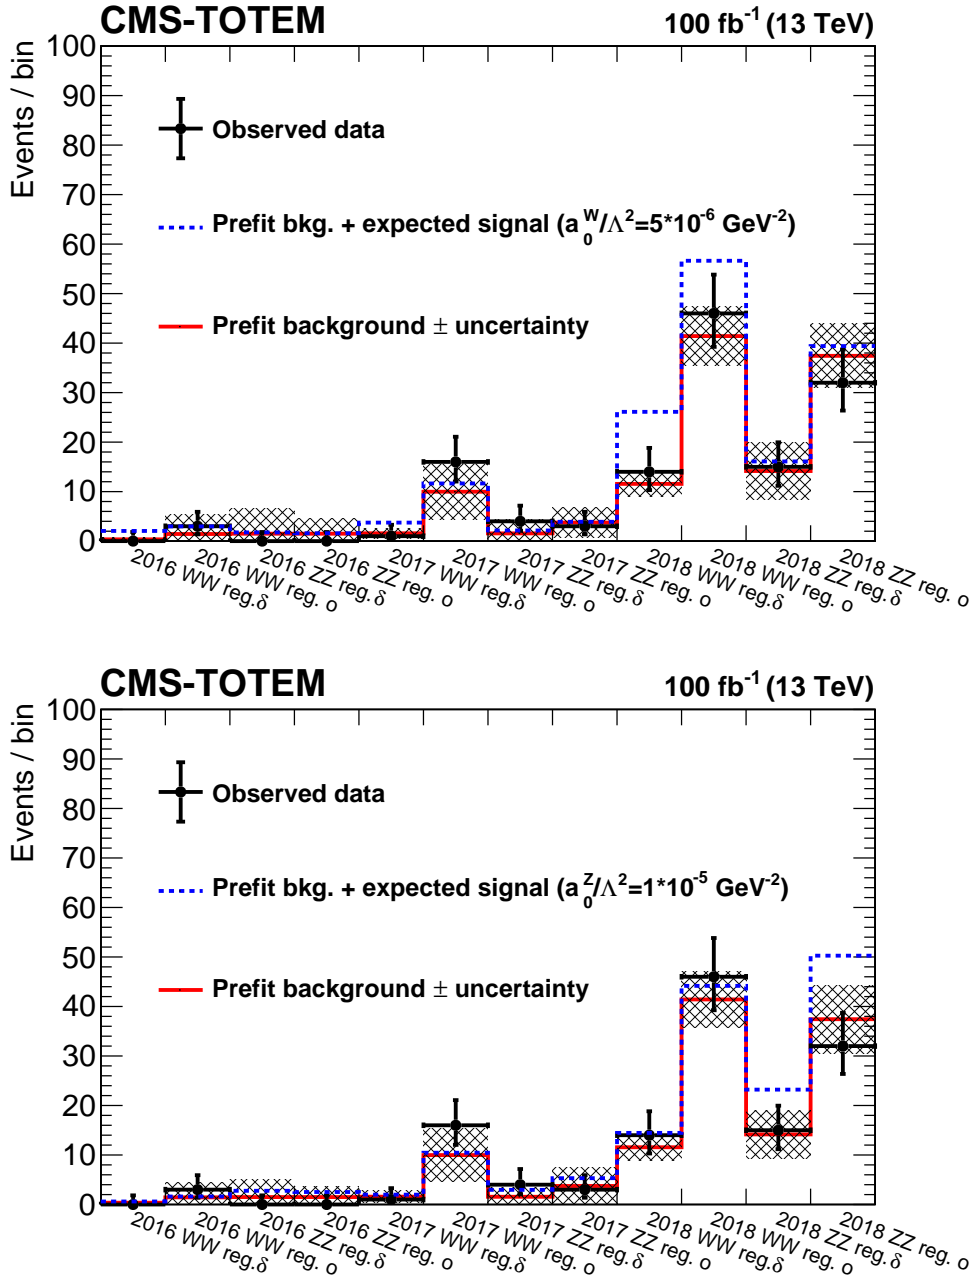 CMS-TOTEM 100 fb⁻¹ (13 TeV)
Events / bin
100
90
80
70
60
50
40
30
20
10
0
Observed data
Prefit bkg. + expected signal (a₀ᵂ/Λ²=5*10⁻⁶ GeV⁻²)
Prefit background ± uncertainty
2016 WW reg.δ
2016 WW reg. o
2016 ZZ reg.δ
2016 ZZ reg. o
2017 WW reg.δ
2017 WW reg. o
2017 ZZ reg.δ
2017 ZZ reg. o
2018 WW reg.δ
2018 WW reg. o
2018 ZZ reg.δ
2018 ZZ reg. o
CMS-TOTEM 100 fb⁻¹ (13 TeV)
Events / bin
100
90
80
70
60
50
40
30
20
10
0
Observed data
Prefit bkg. + expected signal (a₀ᶻ/Λ²=1*10⁻⁵ GeV⁻²)
Prefit background ± uncertainty
2016 WW reg.δ
2016 WW reg. o
2016 ZZ reg.δ
2016 ZZ reg. o
2017 WW reg.δ
2017 WW reg. o
2017 ZZ reg.δ
2017 ZZ reg. o
2018 WW reg.δ
2018 WW reg. o
2018 ZZ reg.δ
2018 ZZ reg. o